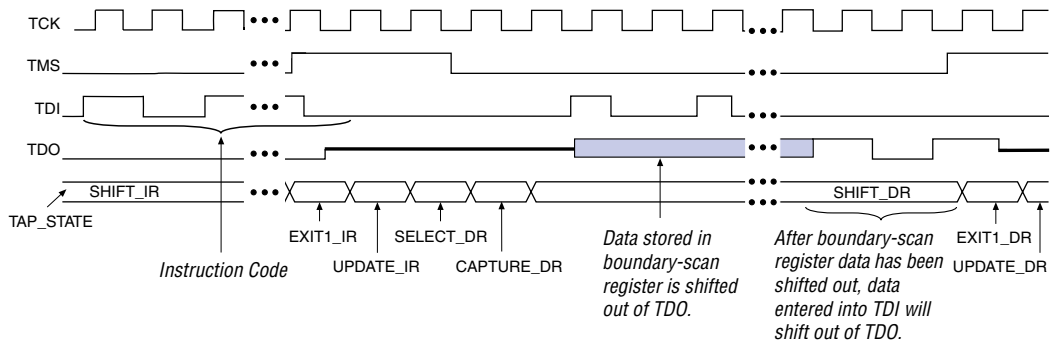 TCK
TMS
TDI
TDO
SHIFT_IR
SHIFT_DR
TAP_STATE
EXIT1_IR
SELECT_DR
UPDATE_IR
CAPTURE_DR
Instruction Code
Data stored in
boundary-scan
register is shifted
out of TDO.
After boundary-scan
register data has been
shifted out, data
entered into TDI will
shift out of TDO.
EXIT1_DR
UPDATE_DR